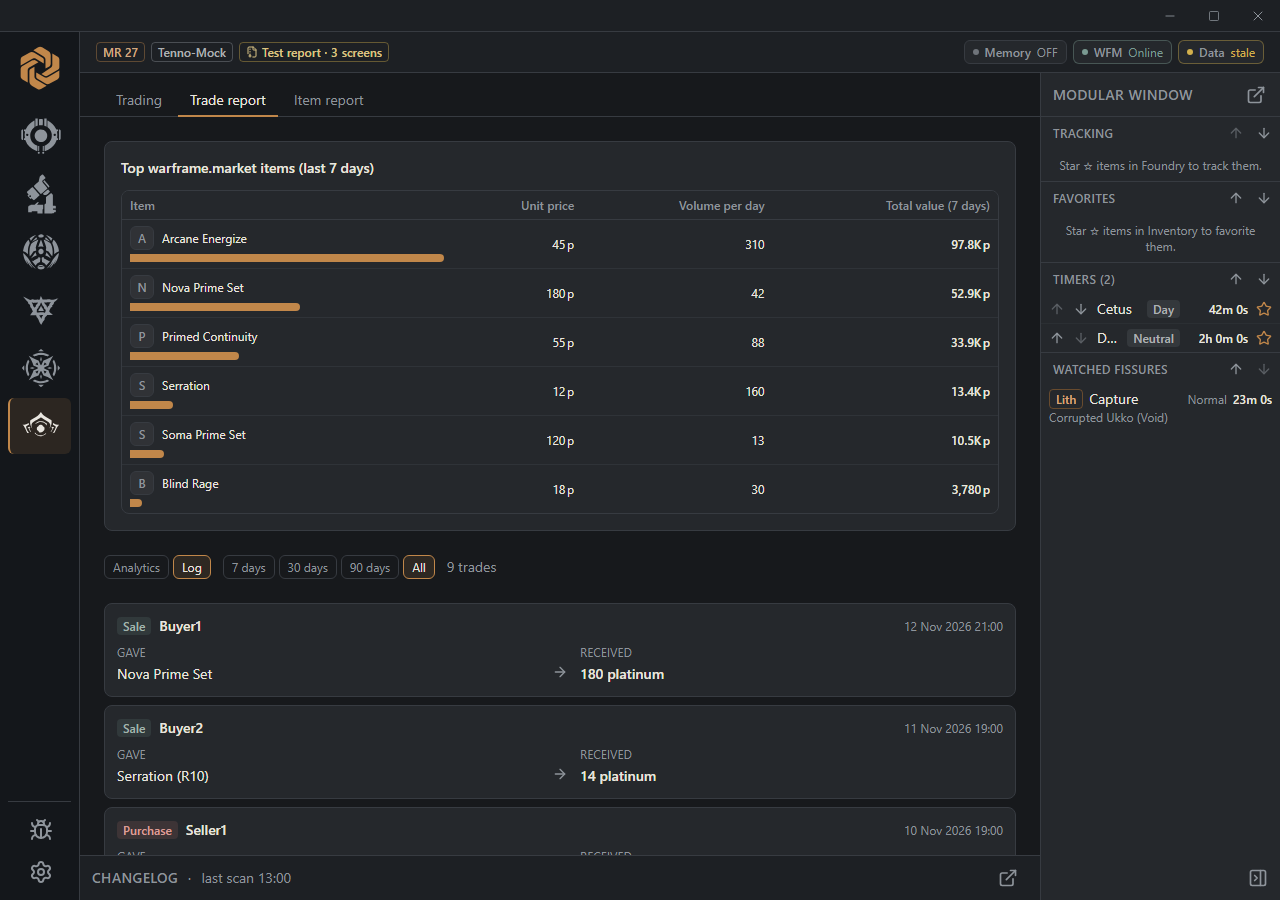 MR 27
Tenno-Mock
Test report · 3 screens
Memory OFF
WFM Online
Data stale
Trading
Trade report
Item report
Top warframe.market items (last 7 days)
Item Unit price Volume per day Total value (7 days)
A Arcane Energize 45 p 310 97.8K p
N Nova Prime Set 180 p 42 52.9K p
P Primed Continuity 55 p 88 33.9K p
S Serration 12 p 160 13.4K p
S Soma Prime Set 120 p 13 10.5K p
B Blind Rage 18 p 30 3,780 p
Analytics Log 7 days 30 days 90 days All 9 trades
Sale Buyer1 12 Nov 2026 21:00
GAVE RECEIVED
Nova Prime Set → 180 platinum
Sale Buyer2 11 Nov 2026 19:00
GAVE RECEIVED
Serration (R10) → 14 platinum
Purchase Seller1 10 Nov 2026 19:00
GAVE RECEIVED
CHANGELOG · last scan 13:00
MODULAR WINDOW
TRACKING
Star ☆ items in Foundry to track them.
FAVORITES
Star ☆ items in Inventory to favorite
them.
TIMERS (2)
Cetus Day 42m 0s
D... Neutral 2h 0m 0s
WATCHED FISSURES
Lith Capture Normal 23m 0s
Corrupted Ukko (Void)